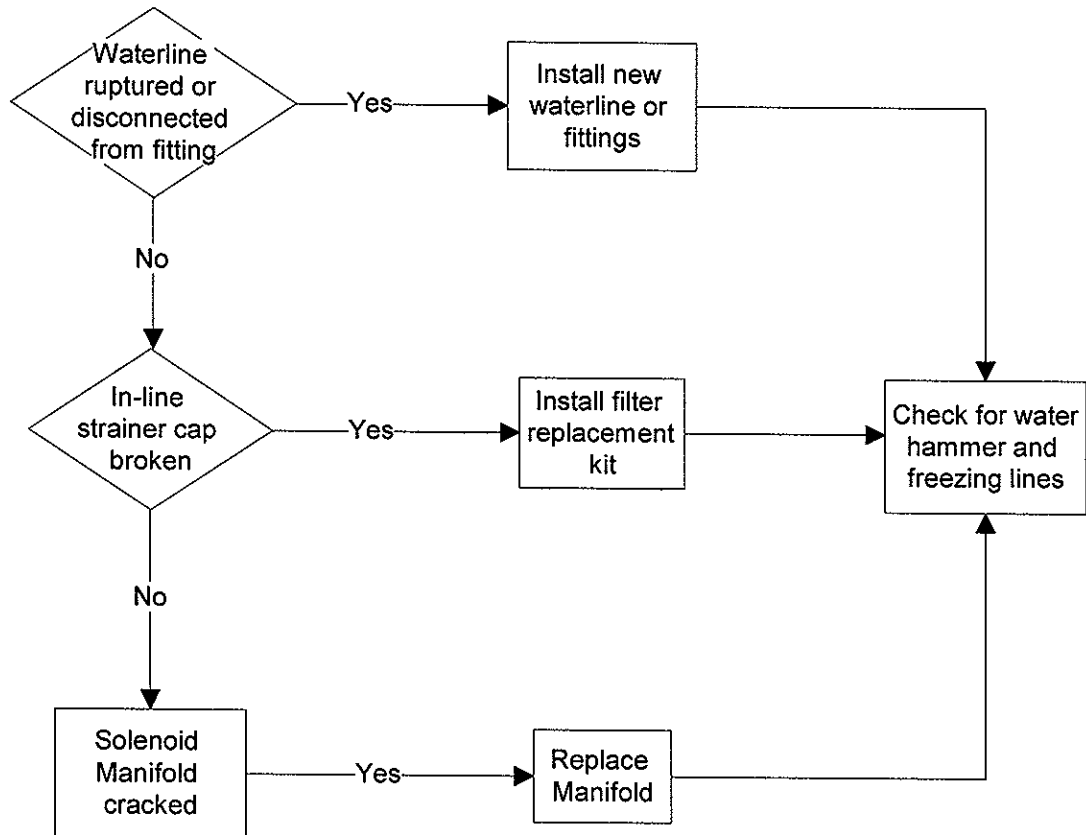 Waterline
ruptured or
disconnected
from fitting
Yes
Install new
waterline or
fittings
No
In-line
strainer cap
broken
Yes
Install filter
replacement
kit
Check for water
hammer and
freezing lines
No
Solenoid
Manifold
cracked
Yes
Replace
Manifold